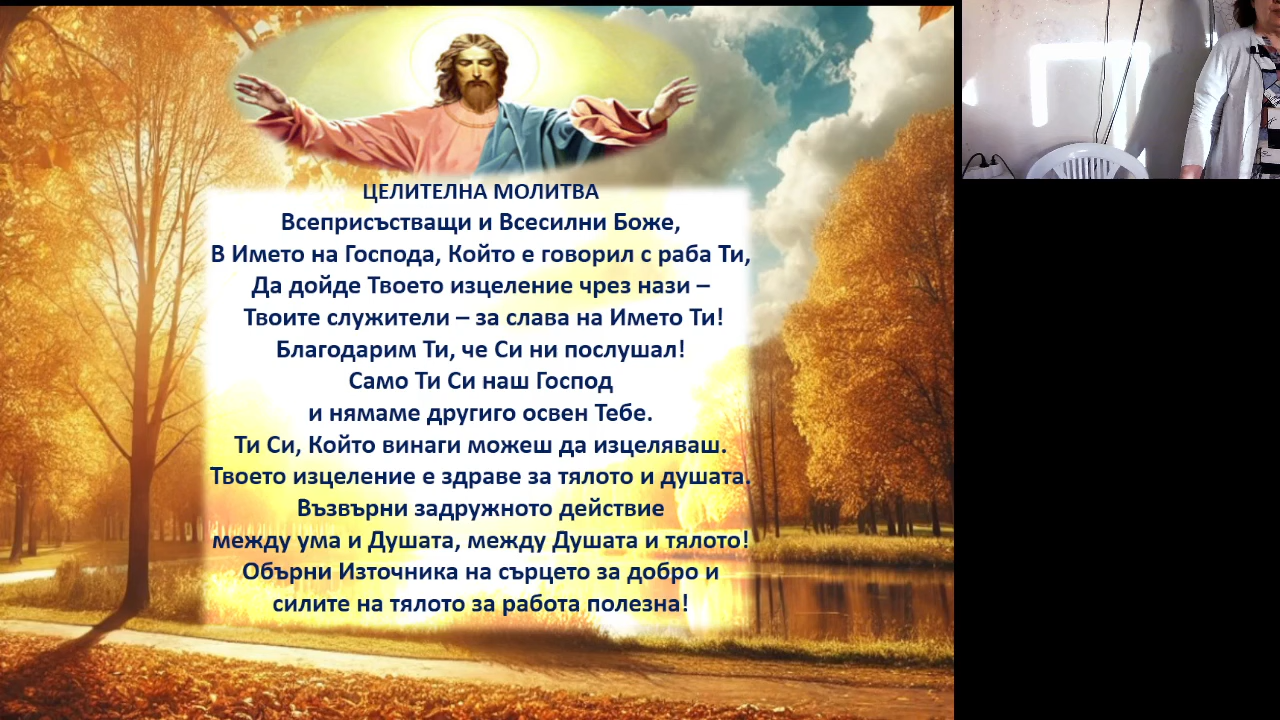 ЦЕЛИТЕЛНА МОЛИТВА
Всеприсъстващи и Всесилни Боже,
В Името на Господа, Който е говорил с раба Ти,
Да дойде Твоето изцеление чрез нази –
Твоите служители – за слава на Името Ти!
Благодарим Ти, че Си ни послушал!
Само Ти Си наш Господ
и нямаме другиго освен Тебе.
Ти Си, Който винаги можеш да изцеляваш.
Твоето изцеление е здраве за тялото и душата.
Възвърни задружното действие
между ума и Душата, между Душата и тялото!
Обърни Източника на сърцето за добро и
силите на тялото за работа полезна!